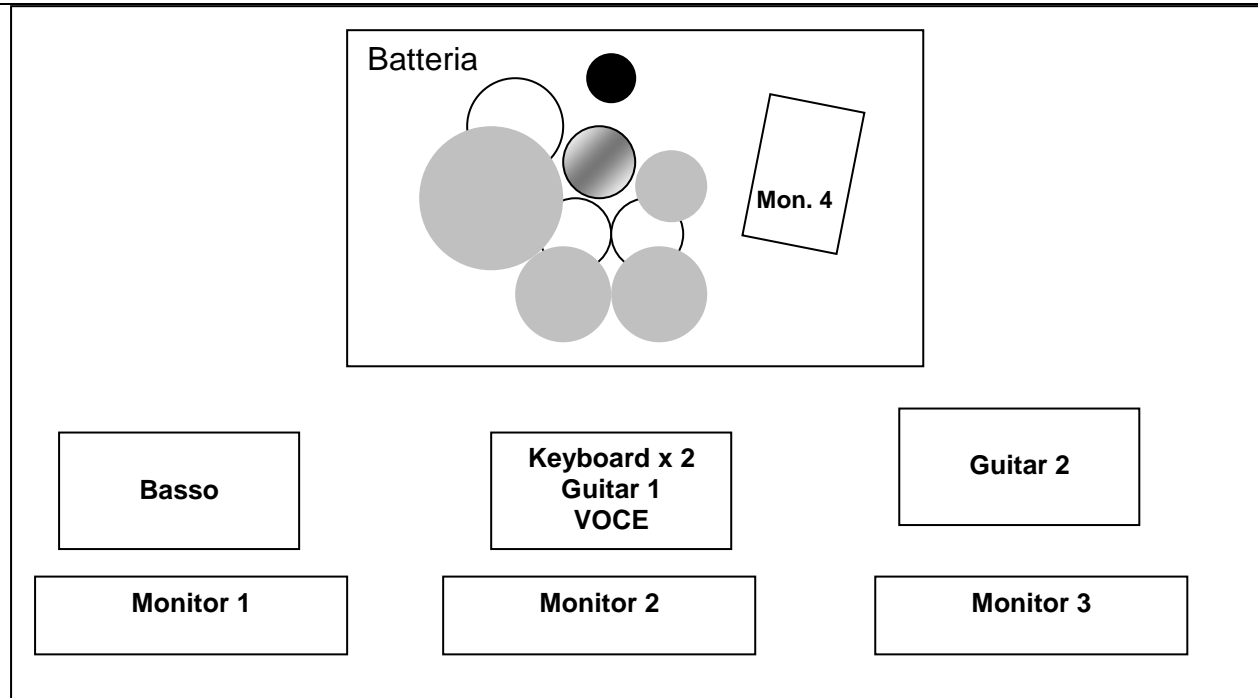 Batteria
Mon. 4
Keyboard x 2
Guitar 1
VOCE
Basso
Guitar 2
Monitor 1
Monitor 2
Monitor 3